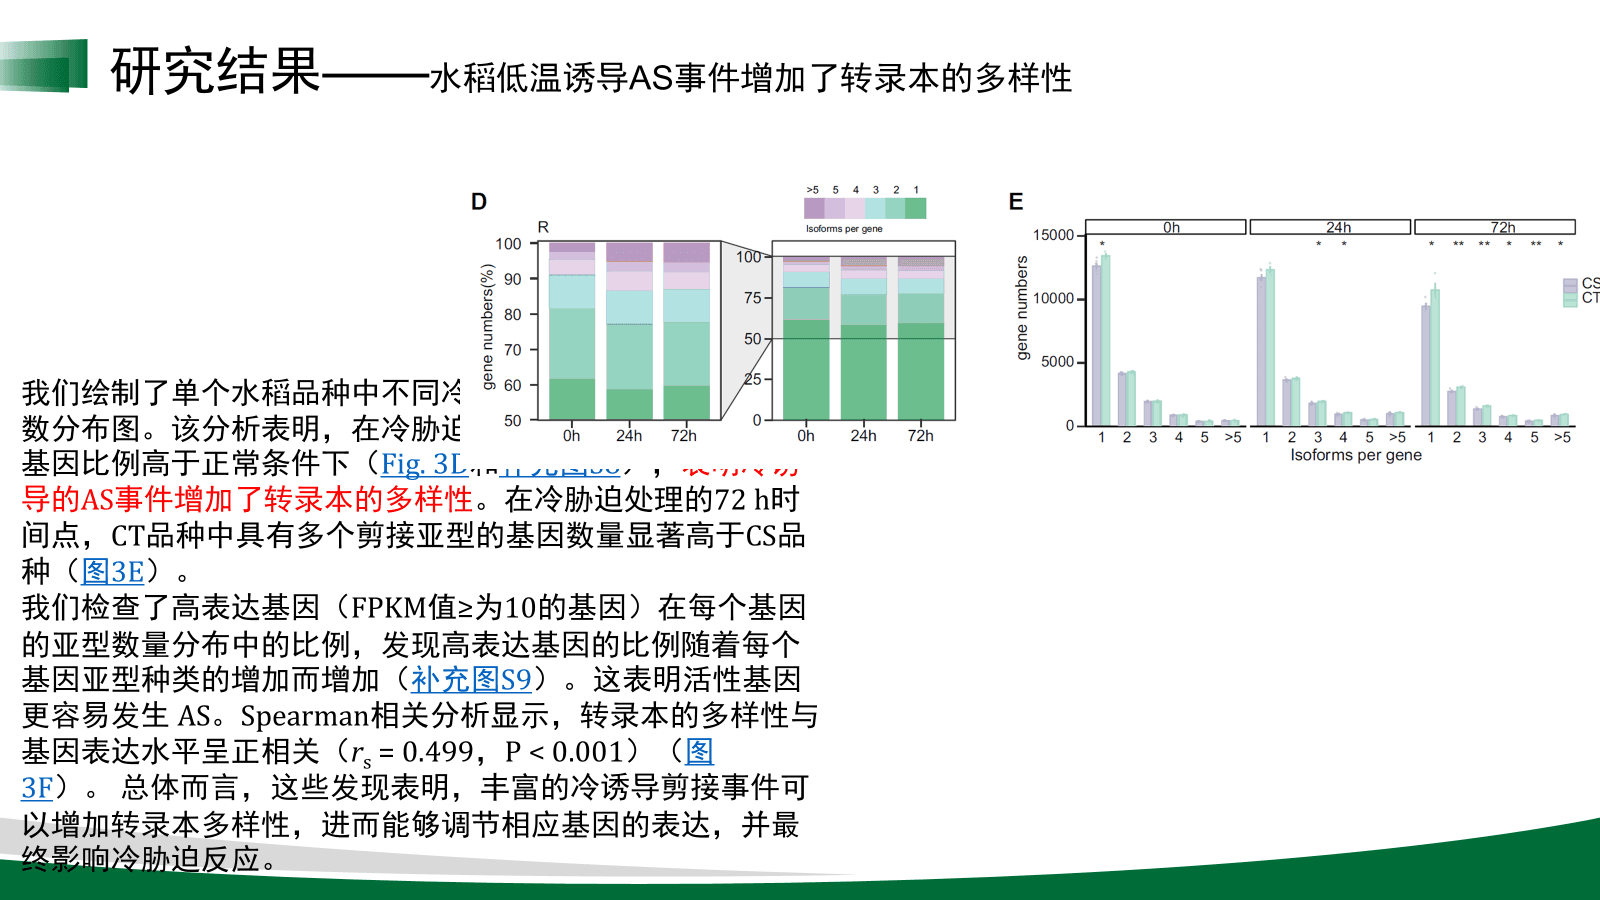 研究结果——水稻低温诱导AS事件增加了转录本的多样性
D
>5 5 4 3 2 1
Isoforms per gene
R
gene numbers(%)
100
90
80
70
60
50
0h 24h 72h
100
75
50
25
0
0h 24h 72h
E
0h 24h 72h
* * * * ** ** * ** *
gene numbers
15000
10000
5000
0
1 2 3 4 5 >5 1 2 3 4 5 >5 1 2 3 4 5 >5
Isoforms per gene
CS
CT
我们绘制了单个水稻品种中不同冷
数分布图。该分析表明，在冷胁迫
基因比例高于正常条件下（Fig. 3D和补充图S8），表明冷诱
导的AS事件增加了转录本的多样性。在冷胁迫处理的72 h时
间点，CT品种中具有多个剪接亚型的基因数量显著高于CS品
种（图3E）。
我们检查了高表达基因（FPKM值≥为10的基因）在每个基因
的亚型数量分布中的比例，发现高表达基因的比例随着每个
基因亚型种类的增加而增加（补充图S9）。这表明活性基因
更容易发生 AS。Spearman相关分析显示，转录本的多样性与
基因表达水平呈正相关（rs = 0.499，P < 0.001）（图
3F）。 总体而言，这些发现表明，丰富的冷诱导剪接事件可
以增加转录本多样性，进而能够调节相应基因的表达，并最
终影响冷胁迫反应。